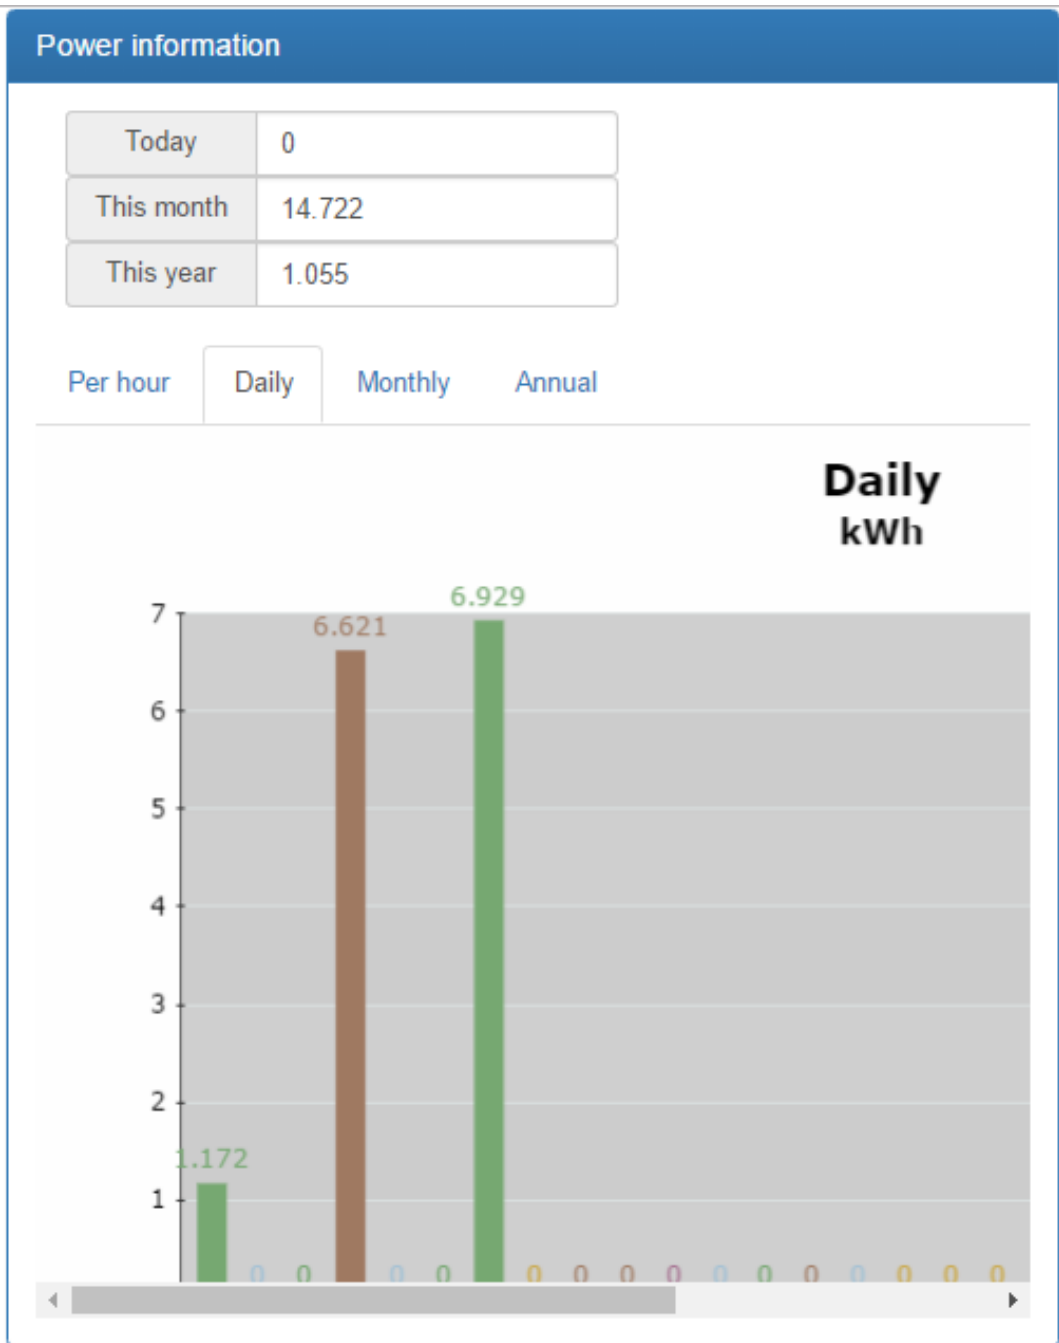 Power information
Today 0
This month 14.722
This year 1.055
Per hour Daily Monthly Annual
Daily
kWh
6.929
7
6.621
6
5
4
3
2
1.172
1
0 0 0 0 0 0 0 0 0 0 0 0 0 0 0